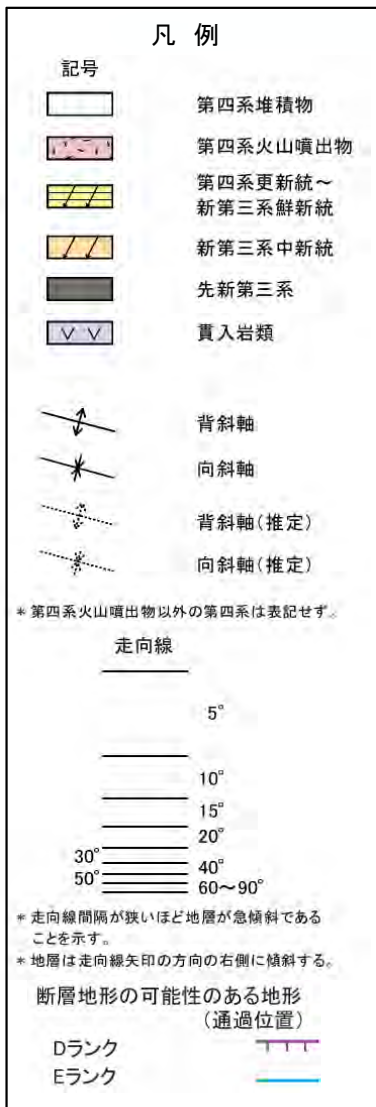 凡 例
記号
第四系堆積物
第四系火山噴出物
第四系更新統～
新第三系鮮新統
新第三系中新統
先新第三系
貫入岩類
背斜軸
向斜軸
背斜軸(推定)
向斜軸(推定)
* 第四系火山噴出物以外の第四系は表記せず。
走向線
5°
10°
15°
20°
30°
40°
50°
60～90°
* 走向線間隔が狭いほど地層が急傾斜である
ことを示す。
* 地層は走向線矢印の方向の右側に傾斜する。
断層地形の可能性のある地形
(通過位置)
Dランク
Eランク